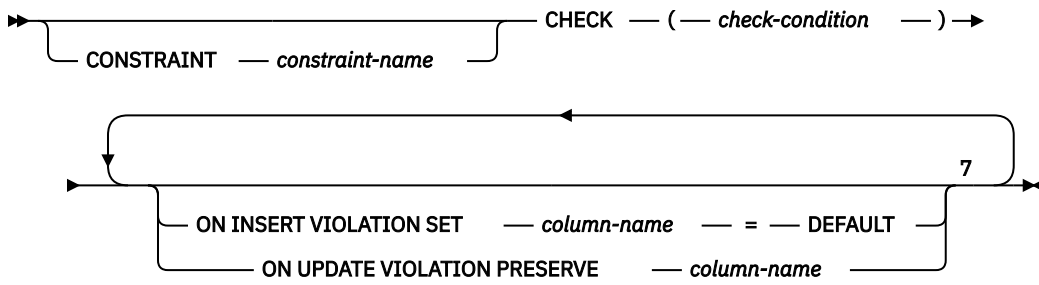 CHECK ( check-condition )
CONSTRAINT constraint-name
7
ON INSERT VIOLATION SET column-name = DEFAULT
ON UPDATE VIOLATION PRESERVE column-name